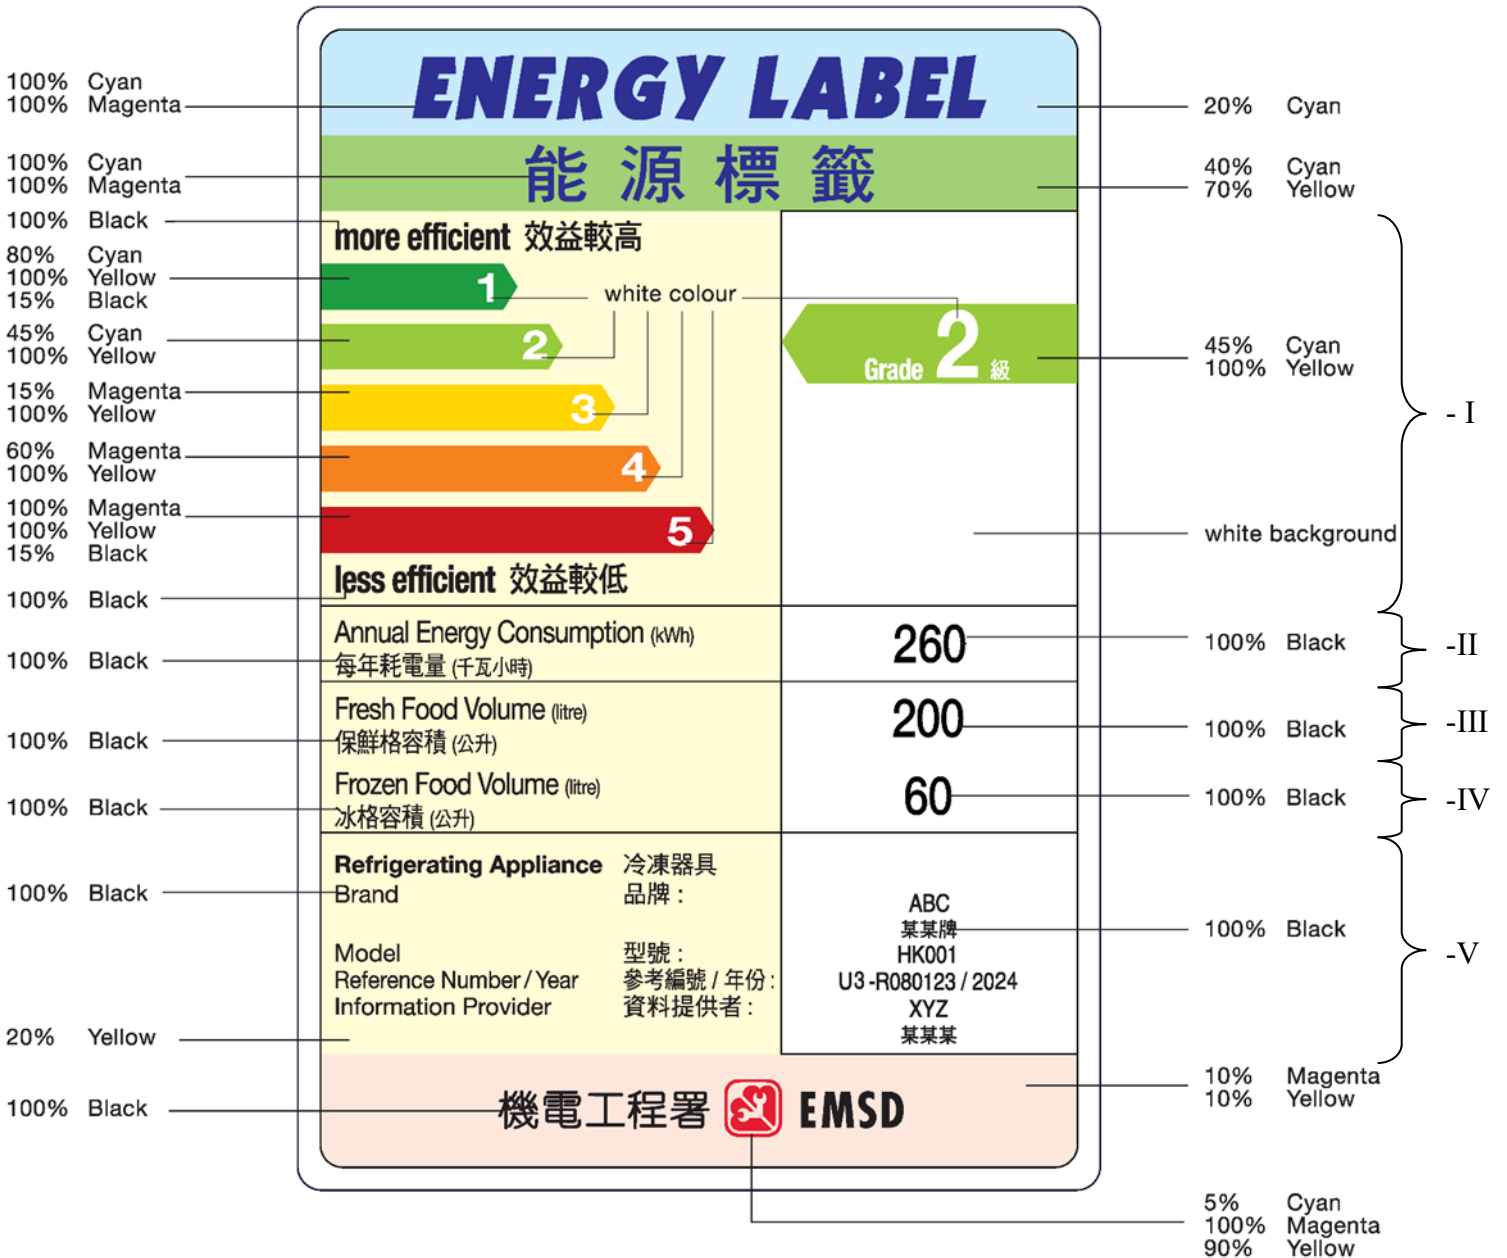 ENERGY LABEL
100% Cyan
100% Magenta
20% Cyan
能源標籤
100% Cyan
100% Magenta
40% Cyan
70% Yellow
100% Black
more efficient 效益較高
80% Cyan
100% Yellow
15% Black
1
white colour
45% Cyan
100% Yellow
2
Grade 2 級
45% Cyan
100% Yellow
15% Magenta
100% Yellow
3
- I
60% Magenta
100% Yellow
4
100% Magenta
100% Yellow
15% Black
5
white background
less efficient 效益較低
100% Black
Annual Energy Consumption (kWh)
每年耗電量 (千瓦小時)
260
100% Black
100% Black
-II
Fresh Food Volume (litre)
保鮮格容積 (公升)
200
100% Black
100% Black
-III
Frozen Food Volume (litre)
冰格容積 (公升)
60
100% Black
100% Black
-IV
Refrigerating Appliance 冷凍器具
Brand 品牌 :
100% Black
ABC
某某牌
100% Black
Model 型號 :
HK001
-V
Reference Number / Year 參考編號 / 年份 :
U3-R080123 / 2024
Information Provider 資料提供者 :
XYZ
某某某
20% Yellow
10% Magenta
10% Yellow
100% Black
機電工程署 EMSD
5% Cyan
100% Magenta
90% Yellow